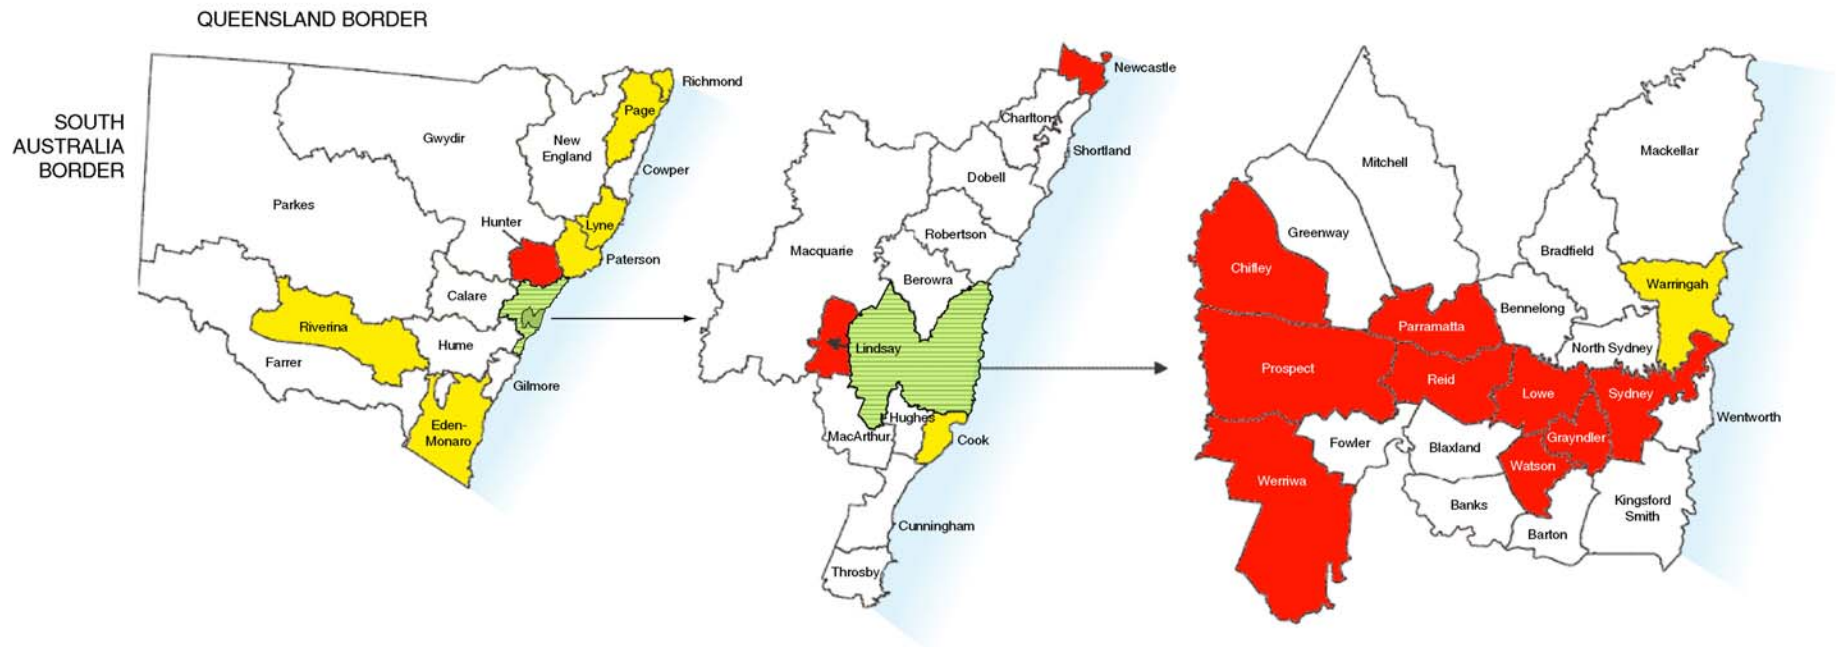 QUEENSLAND BORDER
SOUTH
AUSTRALIA
BORDER
Richmond
Page
Gwydir
New
England
Cowper
Parkes
Hunter
Lyne
Paterson
Calare
Riverina
Hume
Farrer
Gilmore
Eden-
Monaro
Newcastle
Charlton
Shortland
Dobell
Robertson
Macquarie
Berowra
Lindsay
Hughes
MacArthur
Cook
Cunningham
Throsby
Mackellar
Mitchell
Greenway
Bradfield
Chifley
Warringah
Bennelong
Parramatta
North Sydney
Prospect
Reid
Lowe
Sydney
Wentworth
Fowler
Blaxland
Grayndler
Watson
Werriwa
Banks
Kingsford
Smith
Barton